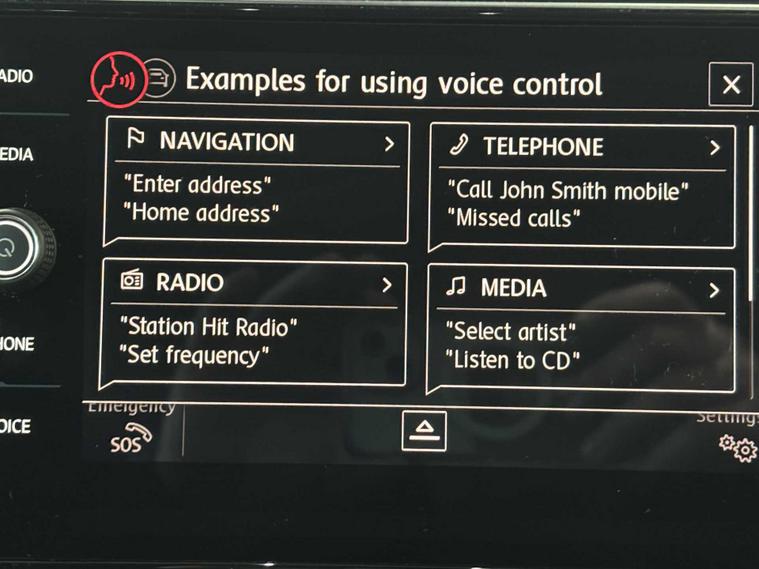 ADIO
Examples for using voice control
EDIA
NAVIGATION
"Enter address"
"Home address"
TELEPHONE
"Call John Smith mobile"
"Missed calls"
RADIO
"Station Hit Radio"
"Set frequency"
MEDIA
"Select artist"
"Listen to CD"
HONE
OICE
Emergency
SOS
Settings